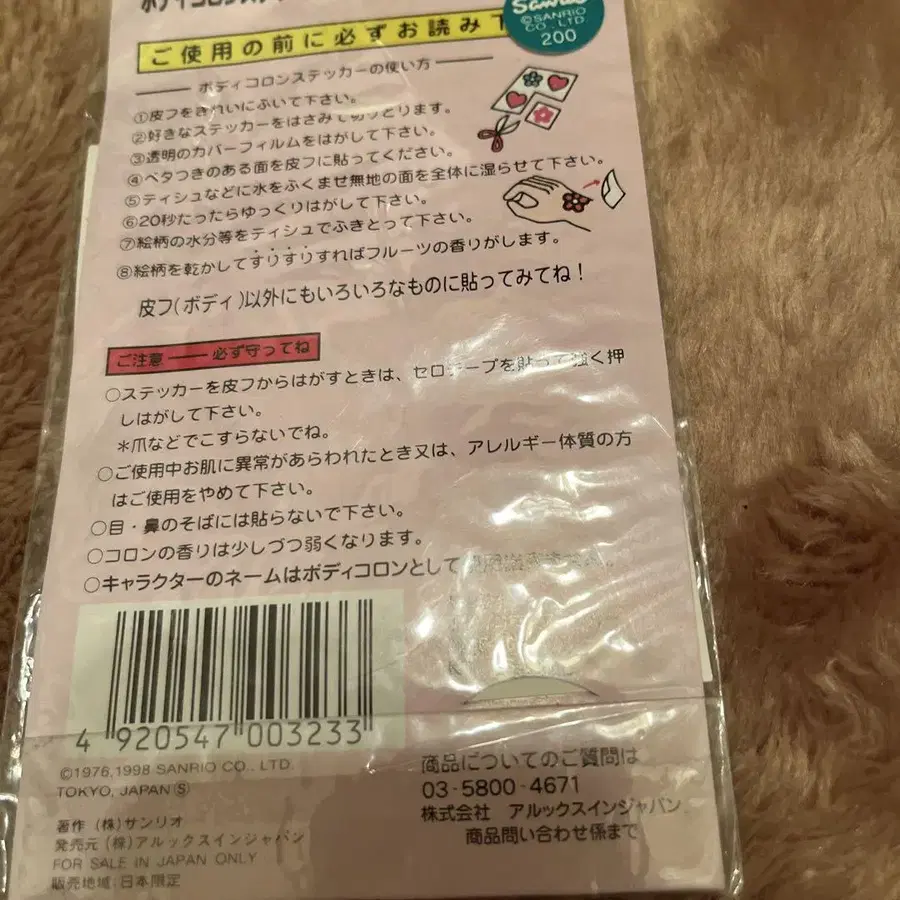 ボディコロンステ
Sanrio
©SANRIO
CO., LTD.
200
ご使用の前に必ずお読み下
ボディコロンステッカーの使い方
①皮フをきれいにふいて下さい。
②好きなステッカーをはさみで切りとります。
③透明のカバーフィルムをはがして下さい。
④ベタつきのある面を皮フに貼ってください。
⑤ティシュなどに水をふくませ無地の面を全体に湿らせて下さい。
⑥20秒たったらゆっくりはがして下さい。
⑦絵柄の水分等をティシュでふきとって下さい。
⑧絵柄を乾かしてすりすりすればフルーツの香りがします。
皮フ(ボディ)以外にもいろいろなものに貼ってみてね!
ご注意 ―― 必ず守ってね
○ステッカーを皮フからはがすときは、セロテープを貼って強く押
しはがして下さい。
*爪などでこすらないでね。
○ご使用中お肌に異常があらわれたとき又は、アレルギー体質の方
はご使用をやめて下さい。
○目・鼻のそばには貼らないで下さい。
○コロンの香りは少しづつ弱くなります。
○キャラクターのネームはボディコロンとして
4 920547 003233
©1976,1998 SANRIO CO., LTD.
TOKYO, JAPAN Ⓢ
著作 (株)サンリオ
発売元 (株)アルックスインジャパン
FOR SALE IN JAPAN ONLY
販売地域:日本限定
商品についてのご質問は
03-5800-4671
株式会社 アルックスインジャパン
商品問い合わせ係まで